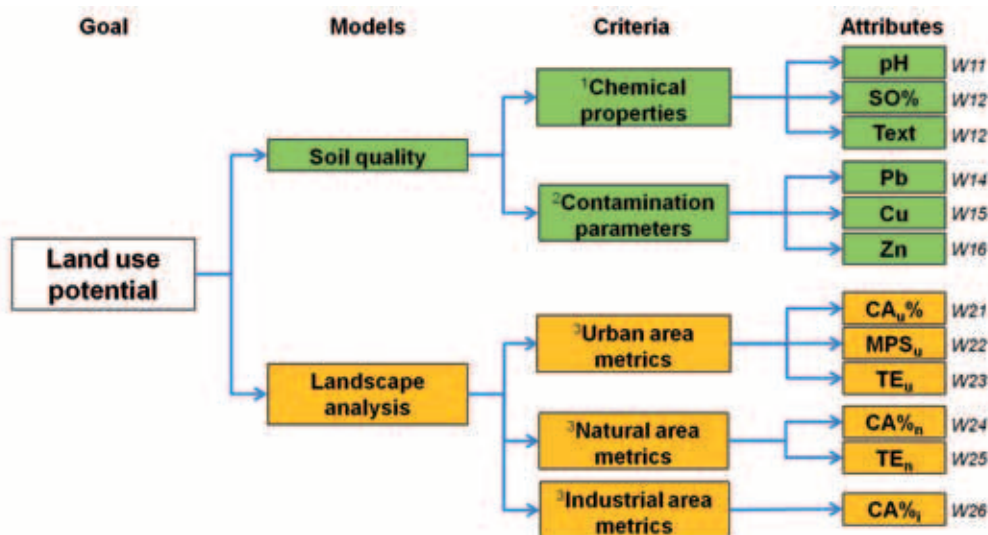 Goal Models Criteria Attributes
¹Chemical
properties
pH W11
SO% W12
Text W12
Soil quality
²Contamination
parameters
Pb W14
Cu W15
Zn W16
Land use
potential
³Urban area
metrics
CAᵤ% W21
MPSᵤ W22
TEᵤ W23
Landscape
analysis
³Natural area
metrics
CA%ₙ W24
TEₙ W25
³Industrial area
metrics
CA%ᵢ W26